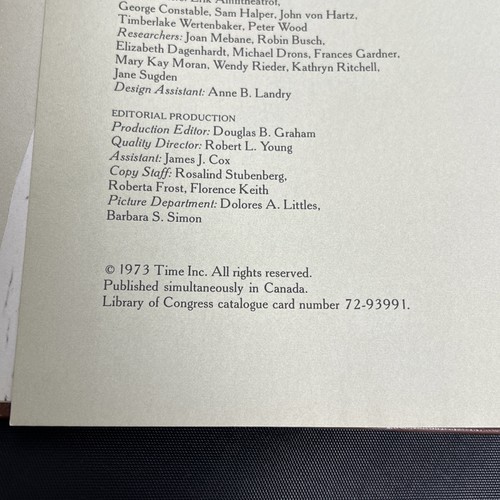 Erik Amfitheatrof,
George Constable, Sam Halper, John von Hartz,
Timberlake Wertenbaker, Peter Wood
Researchers: Joan Mebane, Robin Busch,
Elizabeth Dagenhardt, Michael Drons, Frances Gardner,
Mary Kay Moran, Wendy Rieder, Kathryn Ritchell,
Jane Sugden
Design Assistant: Anne B. Landry
EDITORIAL PRODUCTION
Production Editor: Douglas B. Graham
Quality Director: Robert L. Young
Assistant: James J. Cox
Copy Staff: Rosalind Stubenberg,
Roberta Frost, Florence Keith
Picture Department: Dolores A. Littles,
Barbara S. Simon
© 1973 Time Inc. All rights reserved.
Published simultaneously in Canada.
Library of Congress catalogue card number 72-93991.